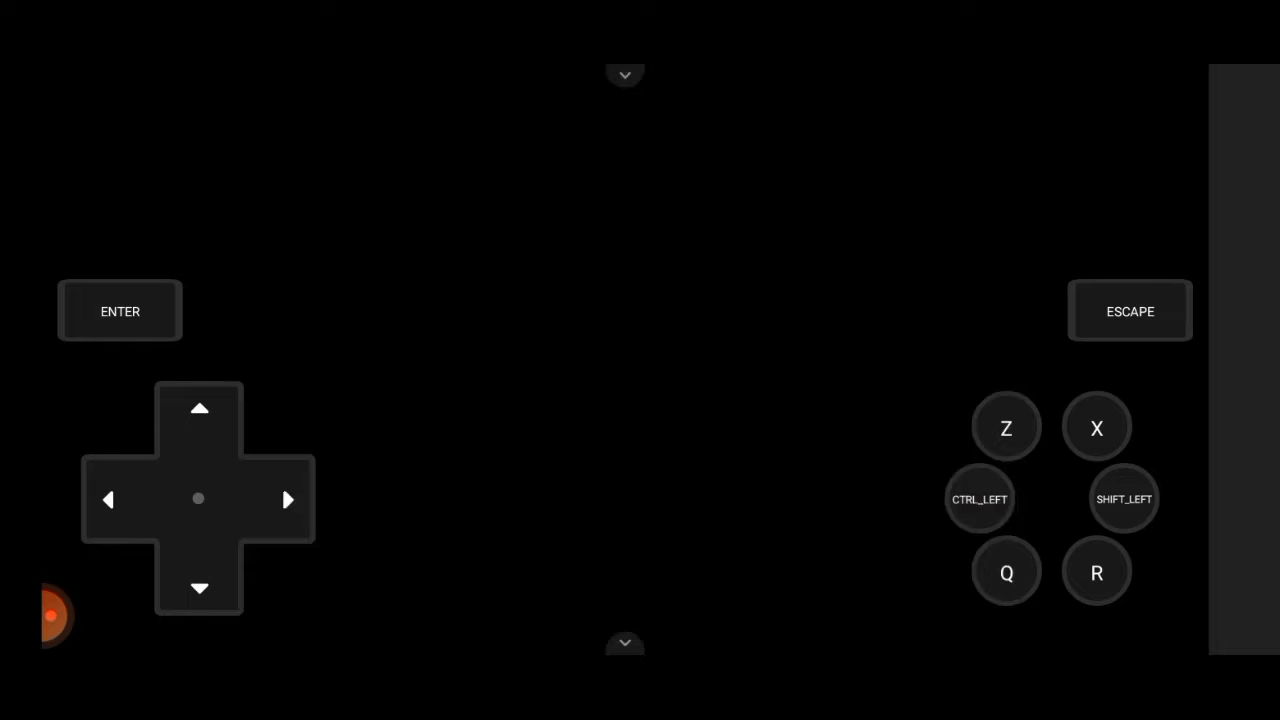 ENTER
ESCAPE
Z
X
CTRL_LEFT
SHIFT_LEFT
Q
R